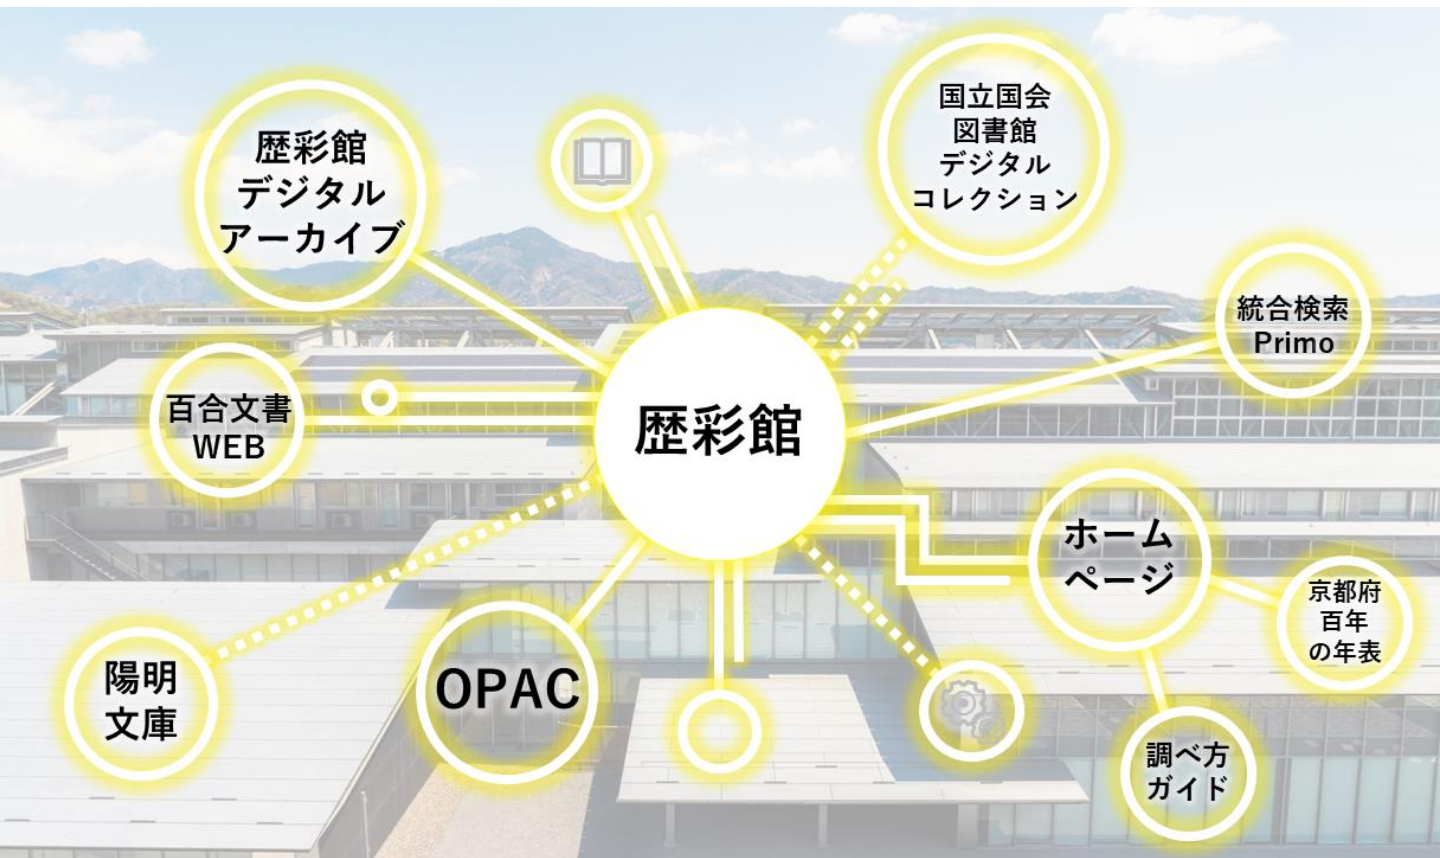 歴彩館
デジタル
アーカイブ
国立国会
図書館
デジタル
コレクション
統合検索
Primo
百合文書
WEB
歴彩館
ホーム
ページ
京都府
百年
の年表
陽明
文庫
OPAC
調べ方
ガイド